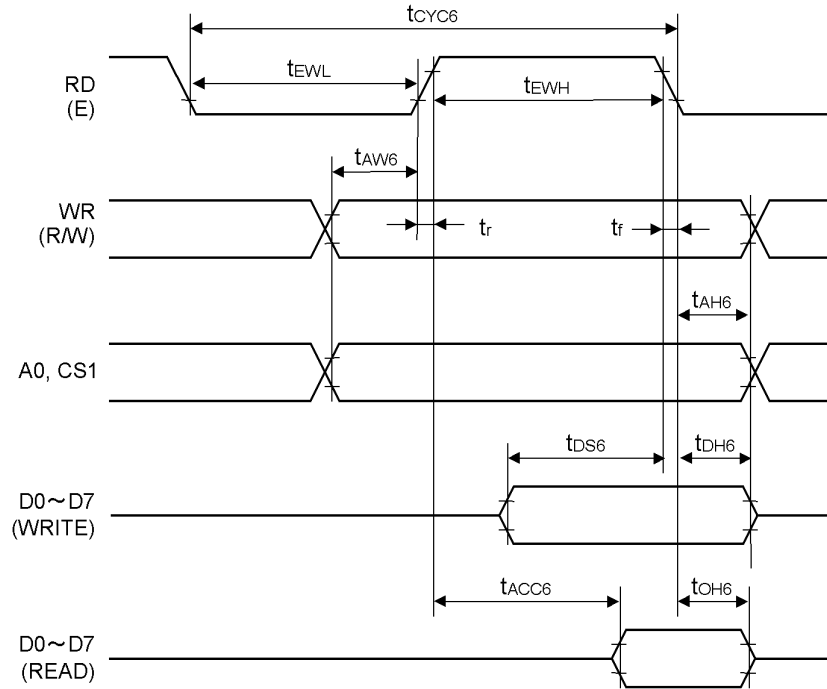 tCYC6
RD
(E)
tEWL
tEWH
tAW6
WR
(R/W)
tr
tf
tAH6
A0, CS1
tDS6
tDH6
D0～D7
(WRITE)
tACC6
tOH6
D0～D7
(READ)